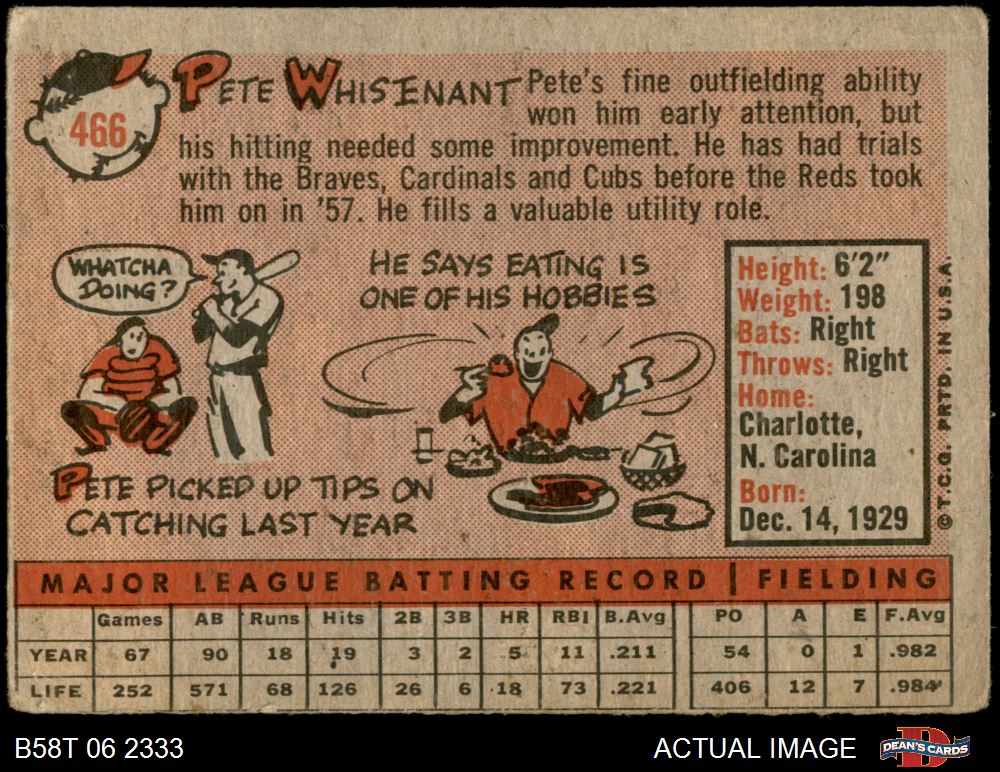 466
PETE WHISENANT
Pete's fine outfielding ability
won him early attention, but
his hitting needed some improvement. He has had trials
with the Braves, Cardinals and Cubs before the Reds took
him on in '57. He fills a valuable utility role.
WHATCHA
DOING?
PETE PICKED UP TIPS ON
CATCHING LAST YEAR
HE SAYS EATING IS
ONE OF HIS HOBBIES
Height: 6'2"
Weight: 198
Bats: Right
Throws: Right
Home:
Charlotte,
N. Carolina
Born:
Dec. 14, 1929
© T.C.G. PRTD. IN U.S.A.
MAJOR LEAGUE BATTING RECORD | FIELDING
Games AB Runs Hits 2B 3B HR RBI B.Avg PO A E F.Avg
YEAR 67 90 18 19 3 2 5 11 .211 54 0 1 .982
LIFE 252 571 68 126 26 6 18 73 .221 406 12 7 .984
B58T 06 2333
ACTUAL IMAGE
D
DEAN'S CARDS